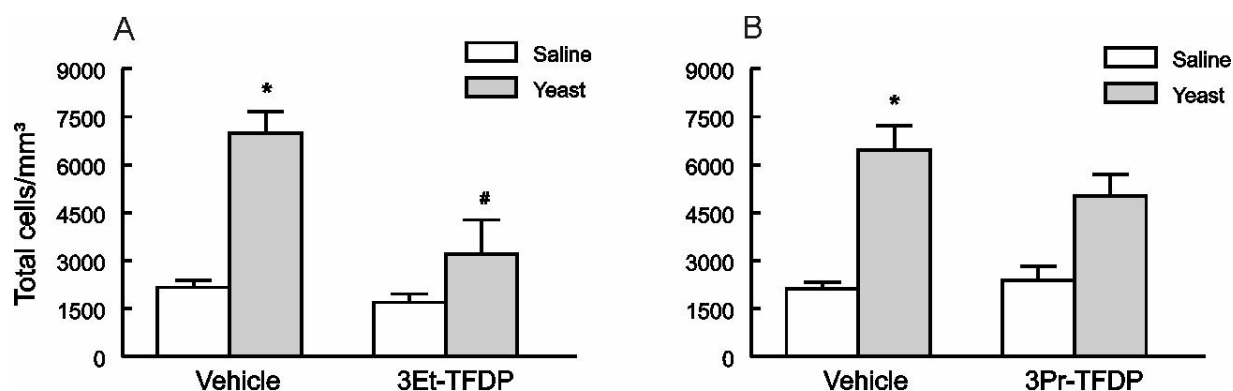 A
Saline
Yeast
Total cells/mm³
9000
7500
6000
4500
3000
1500
0
*
#
Vehicle
3Et-TFDP
B
Saline
Yeast
9000
7500
6000
4500
3000
1500
0
*
Vehicle
3Pr-TFDP